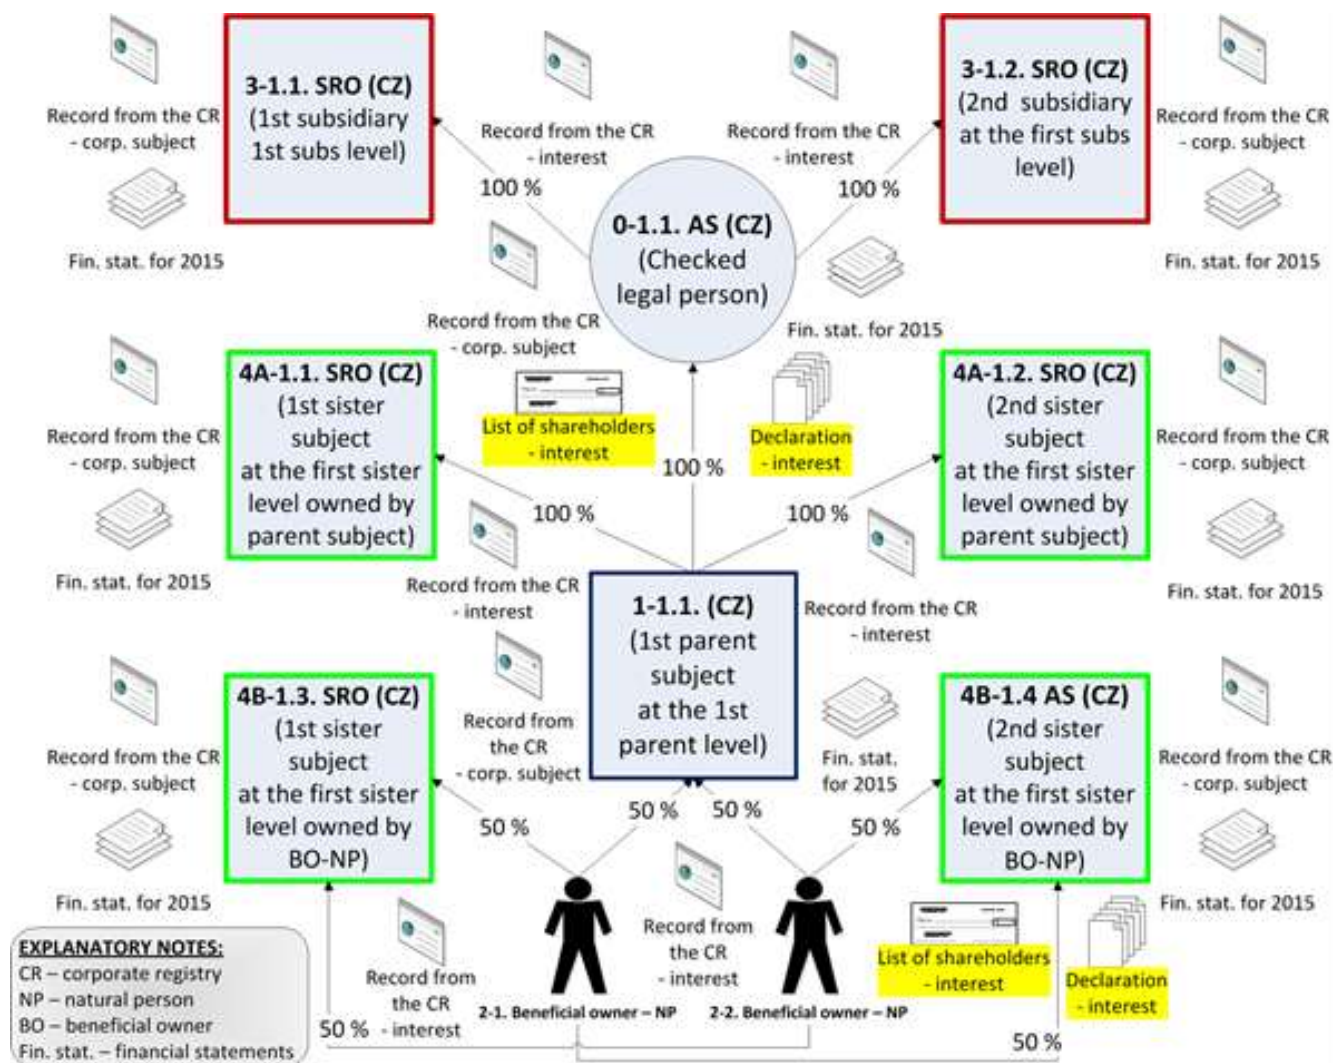 3-1.1. SRO (CZ)
(1st subsidiary
1st subs level)
Record from the CR
- corp. subject
Fin. stat. for 2015
Record from the CR
- interest
100 %
Record from the CR
- interest
100 %
3-1.2. SRO (CZ)
(2nd subsidiary
at the first subs
level)
Record from the CR
- corp. subject
Fin. stat. for 2015
0-1.1. AS (CZ)
(Checked
legal person)
Record from the CR
- corp. subject
Fin. stat. for 2015
List of shareholders
- interest
Declaration
- interest
100 %
4A-1.1. SRO (CZ)
(1st sister
subject
at the first sister
level owned by
parent subject)
Record from the CR
- corp. subject
Fin. stat. for 2015
100 %
Record from the CR
- interest
4A-1.2. SRO (CZ)
(2nd sister
subject
at the first sister
level owned by
parent subject)
Record from the CR
- corp. subject
Fin. stat. for 2015
100 %
Record from the CR
- interest
1-1.1. (CZ)
(1st parent
subject
at the 1st
parent level)
Record from
the CR
- corp. subject
Fin. stat.
for 2015
4B-1.3. SRO (CZ)
(1st sister
subject
at the first sister
level owned by
BO-NP)
Record from the CR
- corp. subject
Fin. stat. for 2015
4B-1.4 AS (CZ)
(2nd sister
subject
at the first sister
level owned by
BO-NP)
Record from the CR
- corp. subject
Fin. stat. for 2015
50 %
50 %
50 %
50 %
Record from
the CR
- interest
Record from
the CR
- interest
List of shareholders
- interest
Declaration
- interest
2-1. Beneficial owner – NP
2-2. Beneficial owner – NP
50 %
50 %
EXPLANATORY NOTES:
CR – corporate registry
NP – natural person
BO – beneficial owner
Fin. stat. – financial statements